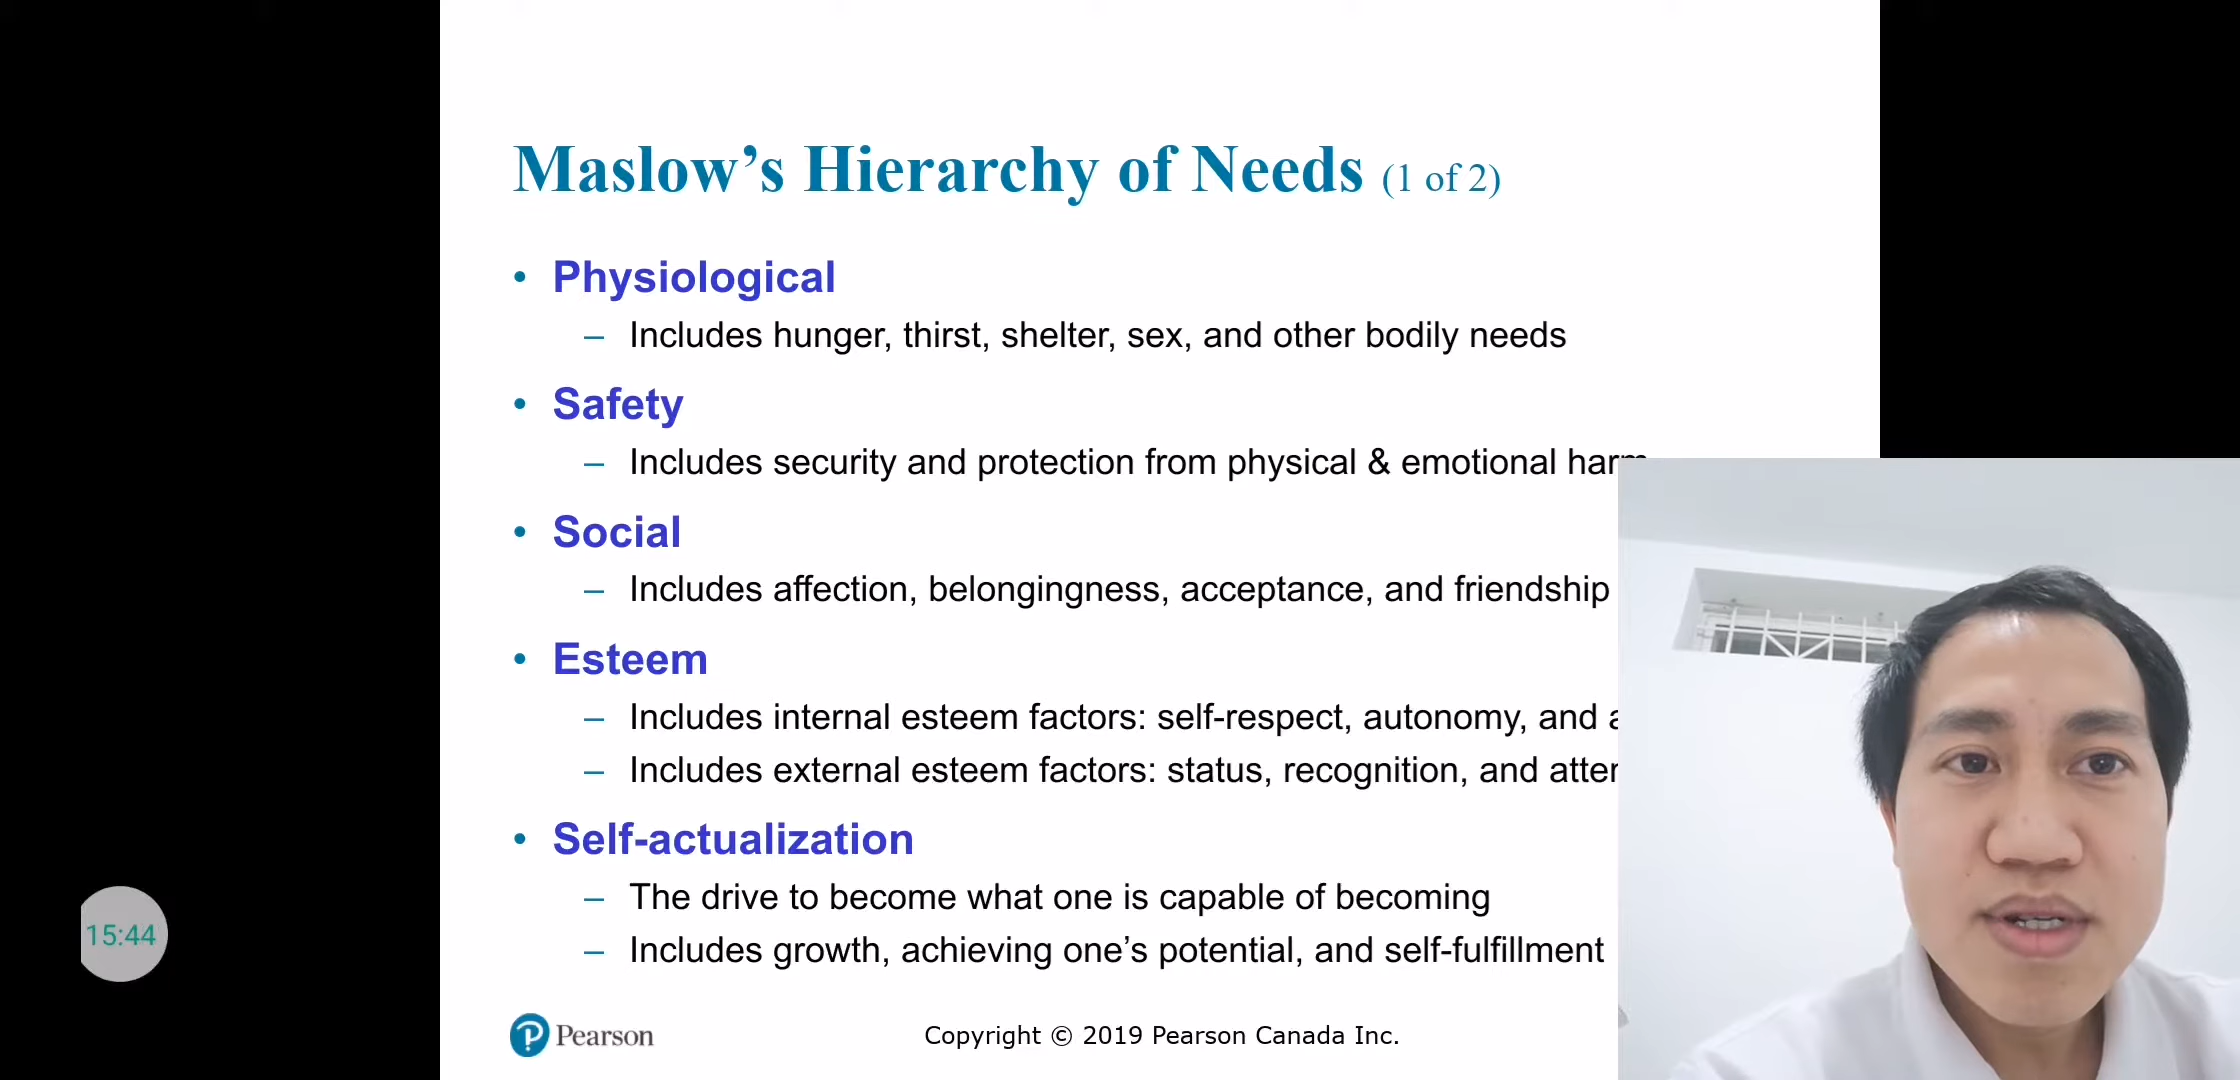 Maslow’s Hierarchy of Needs (1 of 2)
• Physiological
– Includes hunger, thirst, shelter, sex, and other bodily needs
• Safety
– Includes security and protection from physical & emotional harm
• Social
– Includes affection, belongingness, acceptance, and friendship
• Esteem
– Includes internal esteem factors: self-respect, autonomy, and
– Includes external esteem factors: status, recognition, and
• Self-actualization
– The drive to become what one is capable of becoming
– Includes growth, achieving one’s potential, and self-fulfillment
15:44
Pearson
Copyright © 2019 Pearson Canada Inc.